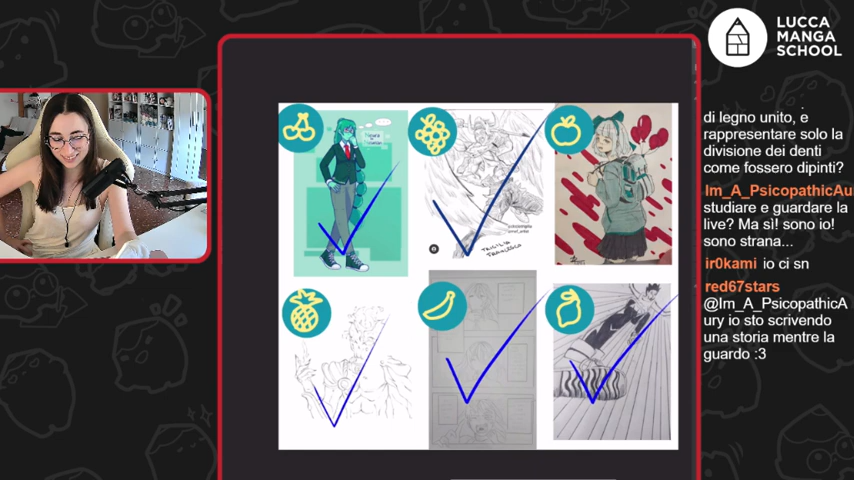 LUCCA
MANGA
SCHOOL
di legno unito, e
rappresentare solo la
divisione dei denti
come fossero dipinti?
Im_A_PsicopathicAu
studiare e guardare la
live? Ma sì! sono io!
sono strana...
ir0kami io ci sn
red67stars
@Im_A_PsicopathicA
ury io sto scrivendo
una storia mentre la
guardo :3